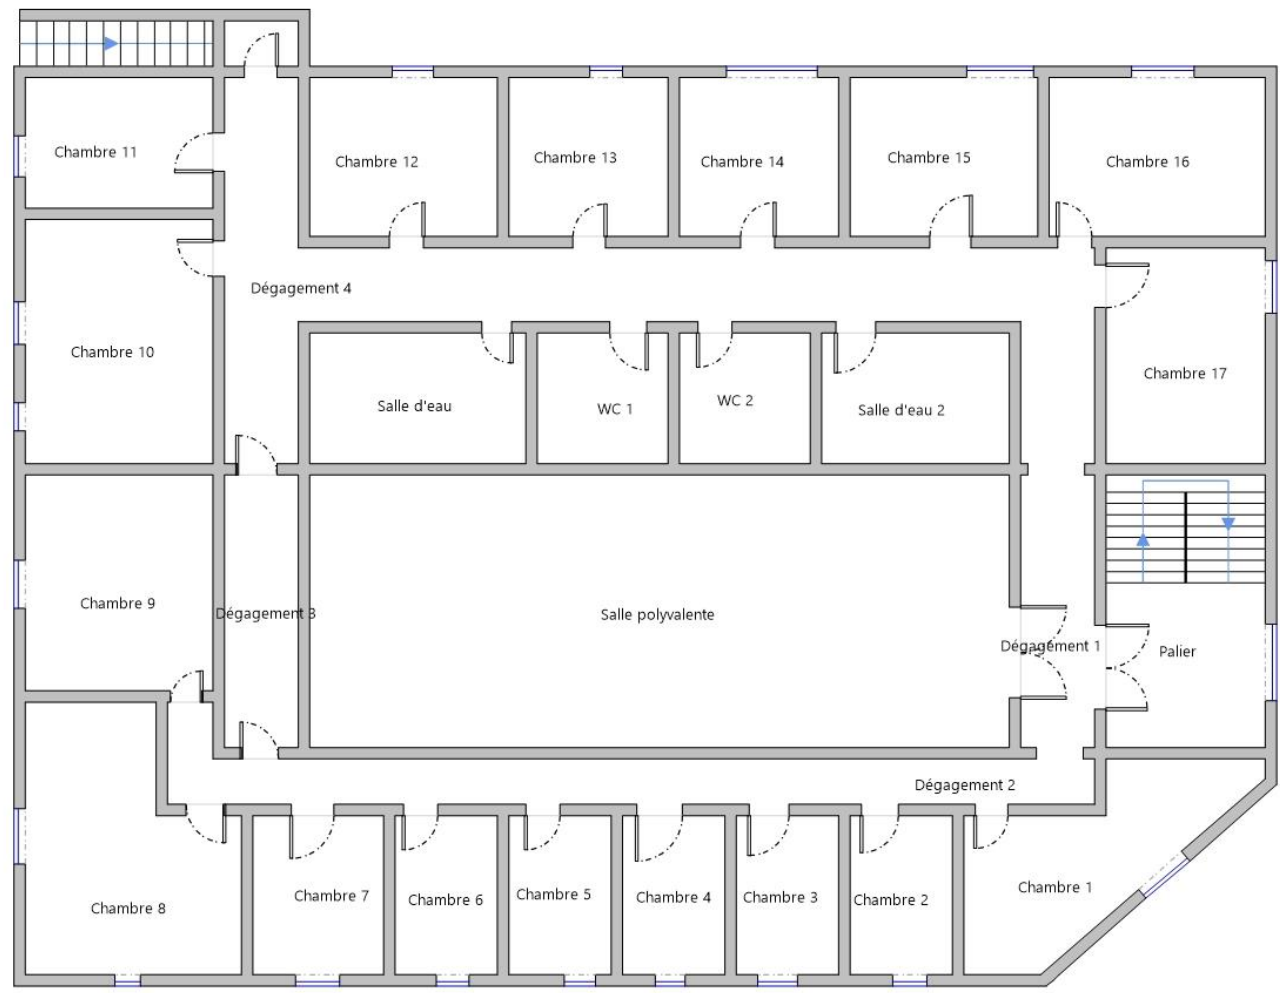 Chambre 11
Chambre 12
Chambre 13
Chambre 14
Chambre 15
Chambre 16
Dégagement 4
Chambre 10
Chambre 17
Salle d'eau
WC 1
WC 2
Salle d'eau 2
Chambre 9
Dégagement 3
Salle polyvalente
Dégagement 1
Palier
Dégagement 2
Chambre 8
Chambre 7
Chambre 6
Chambre 5
Chambre 4
Chambre 3
Chambre 2
Chambre 1